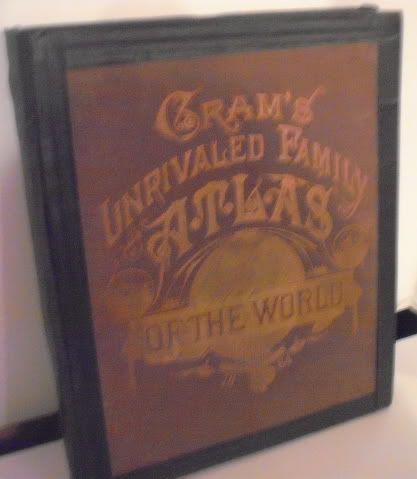 CRAM'S
UNRIVALED FAMILY
ATLAS
OF THE WORLD